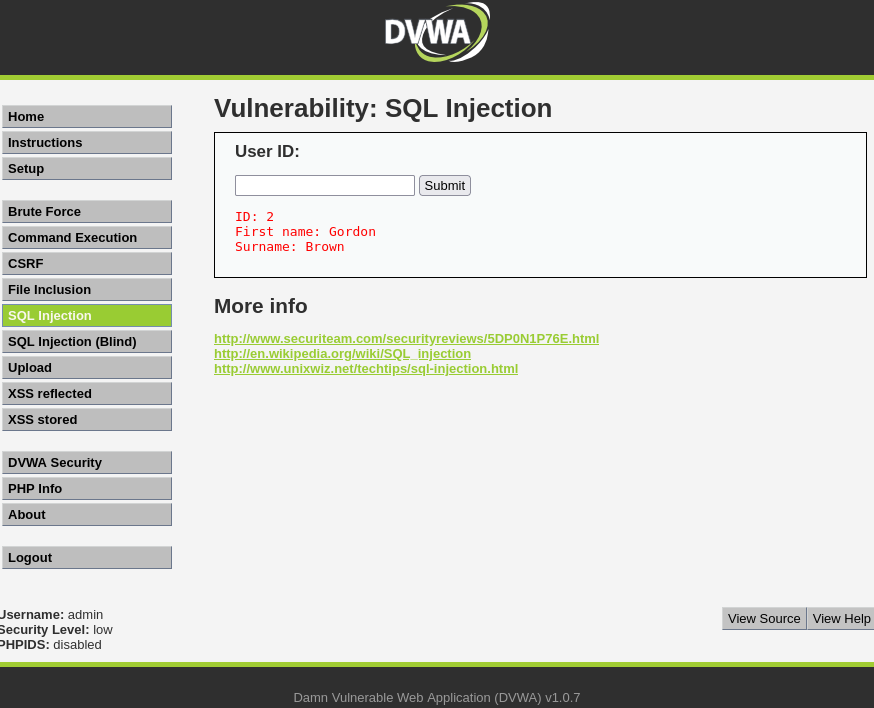 DVWA
Vulnerability: SQL Injection
Home
Instructions
Setup
Brute Force
Command Execution
CSRF
File Inclusion
SQL Injection
SQL Injection (Blind)
Upload
XSS reflected
XSS stored
DVWA Security
PHP Info
About
Logout
User ID:
Submit
ID: 2
First name: Gordon
Surname: Brown
More info
http://www.securiteam.com/securityreviews/5DP0N1P76E.html
http://en.wikipedia.org/wiki/SQL_injection
http://www.unixwiz.net/techtips/sql-injection.html
Username: admin
Security Level: low
PHPIDS: disabled
View Source View Help
Damn Vulnerable Web Application (DVWA) v1.0.7